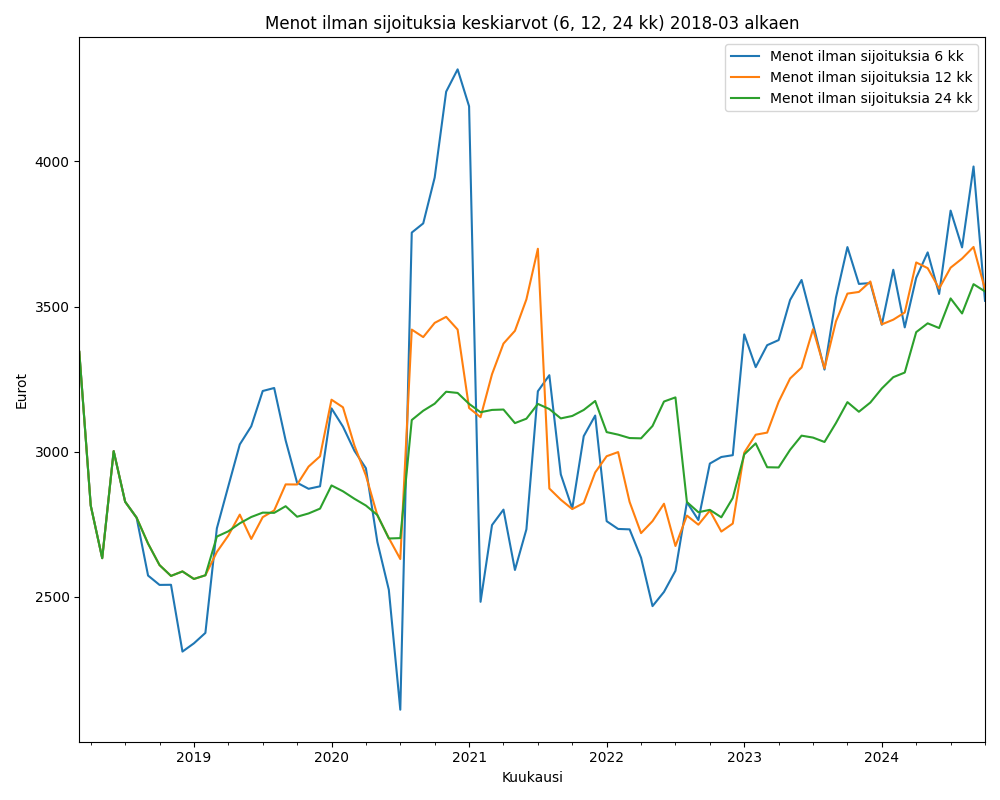 Menot ilman sijoituksia keskiarvot (6, 12, 24 kk) 2018-03 alkaen
Menot ilman sijoituksia 6 kk
Menot ilman sijoituksia 12 kk
Menot ilman sijoituksia 24 kk
4000
3500
3000
2500
Eurot
2019 2020 2021 2022 2023 2024
Kuukausi